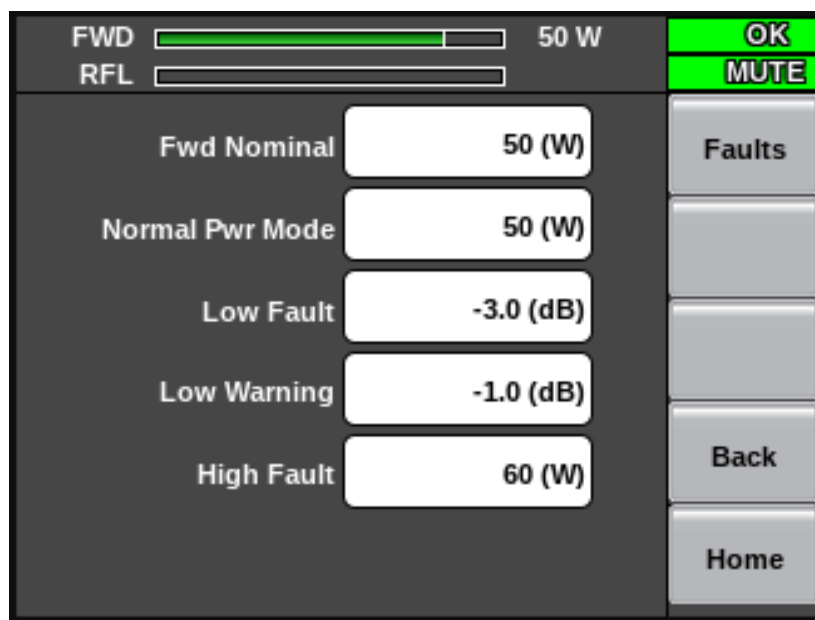 FWD 50 W OK
RFL MUTE
Fwd Nominal 50 (W) Faults
Normal Pwr Mode 50 (W)
Low Fault -3.0 (dB)
Low Warning -1.0 (dB)
High Fault 60 (W) Back
Home